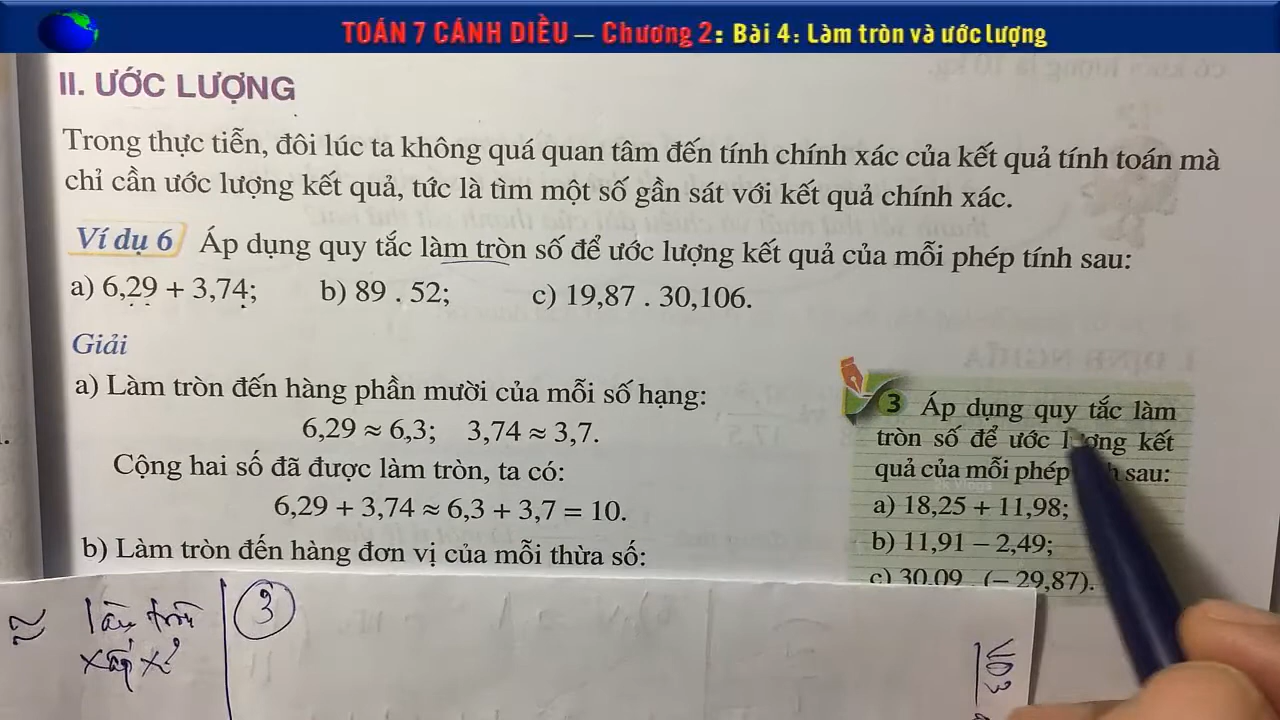 TOÁN 7 CÁNH DIỀU – Chương 2: Bài 4: Làm tròn và ước lượng
II. ƯỚC LƯỢNG
Trong thực tiễn, đôi lúc ta không quá quan tâm đến tính chính xác của kết quả tính toán mà
chỉ cần ước lượng kết quả, tức là tìm một số gần sát với kết quả chính xác.
Ví dụ 6 Áp dụng quy tắc làm tròn số để ước lượng kết quả của mỗi phép tính sau:
a) 6,29 + 3,74; b) 89 . 52; c) 19,87 . 30,106.
Giải
a) Làm tròn đến hàng phần mười của mỗi số hạng:
6,29 ≈ 6,3; 3,74 ≈ 3,7.
Cộng hai số đã được làm tròn, ta có:
6,29 + 3,74 ≈ 6,3 + 3,7 = 10.
b) Làm tròn đến hàng đơn vị của mỗi thừa số:
3 Áp dụng quy tắc làm
tròn số để ước lượng kết
quả của mỗi phép sau:
a) 18,25 + 11,98;
b) 11,91 – 2,49;
c) 30,09 . (– 29,87).
≈ làm tròn
xấp xỉ
3
VD3